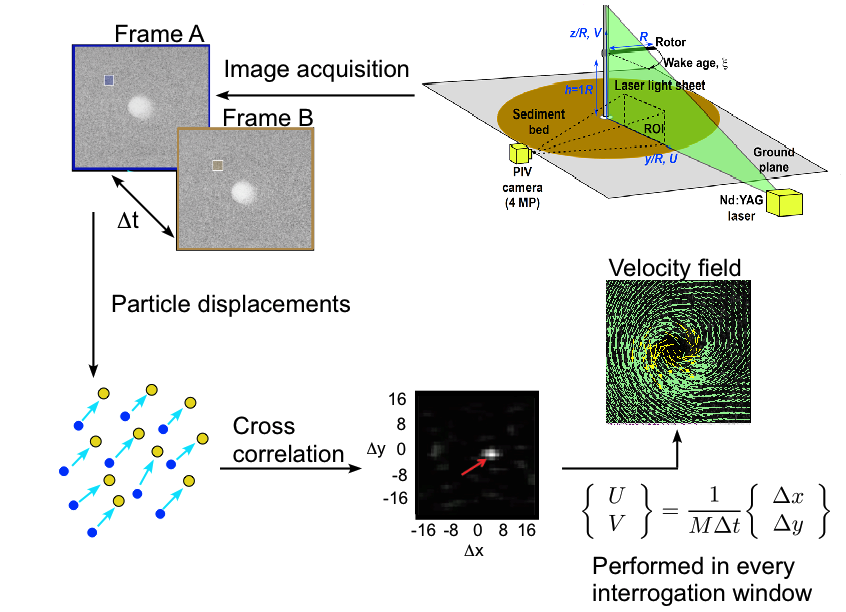 Frame A
Image acquisition
Frame B
Δt
z/R, V
R
Rotor
Wake age, ξ
h=1R
Laser light sheet
Sediment
bed
ROI
y/R, U
Ground
plane
PIV
camera
(4 MP)
Nd:YAG
laser
Particle displacements
Velocity field
Cross
correlation
16
8
Δy 0
-8
-16
-16 -8 0 8 16
Δx
{ U V } = 1/MΔt { Δx Δy }
Performed in every
interrogation window